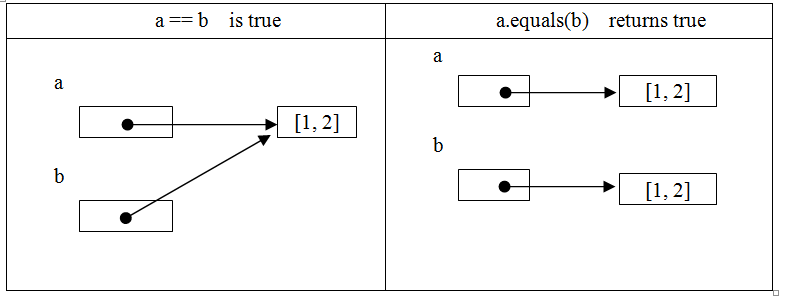 a == b is true
a
[1, 2]
b
a.equals(b) returns true
a
[1, 2]
b
[1, 2]